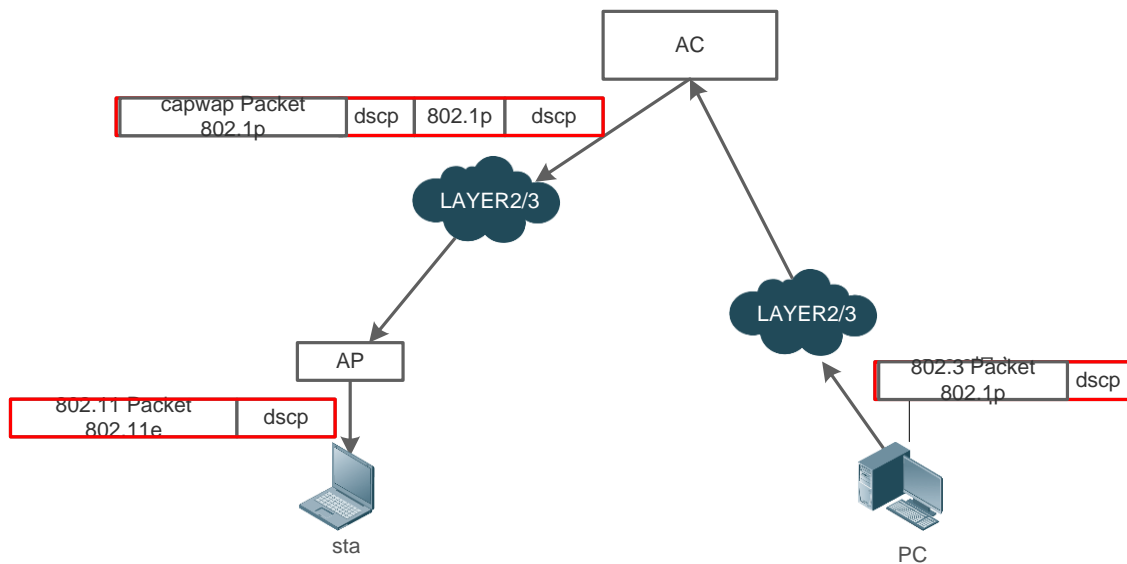 AC
capwap Packet
802.1p
dscp
802.1p
dscp
LAYER2/3
LAYER2/3
AP
802.3 Packet
802.1p
dscp
802.11 Packet
802.11e
dscp
sta
PC